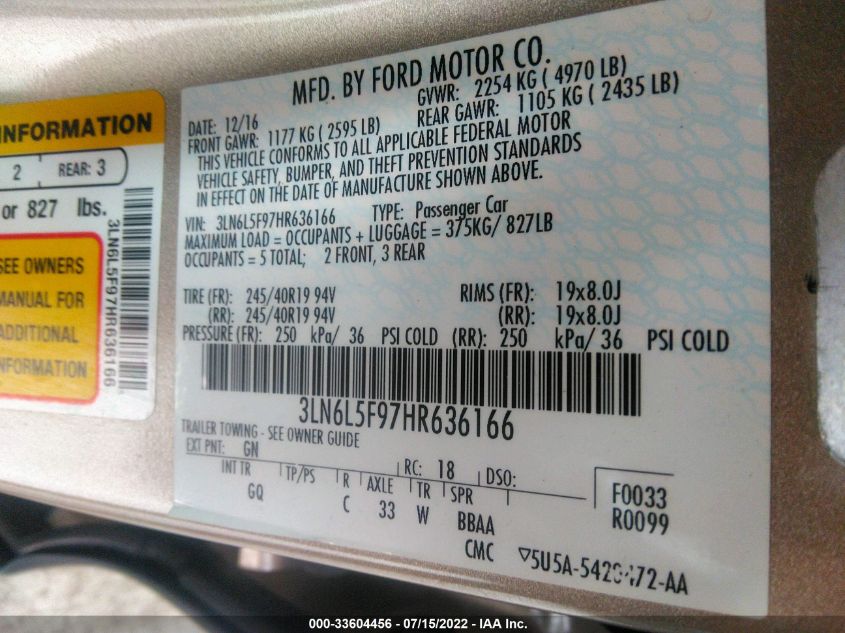 INFORMATION
2 REAR: 3
or 827 lbs.
SEE OWNERS
MANUAL FOR
ADDITIONAL
INFORMATION
3LN6L5F97HR636166
MFD. BY FORD MOTOR CO.
DATE: 12/16 GVWR: 2254 KG ( 4970 LB)
FRONT GAWR: 1177 KG ( 2595 LB) REAR GAWR: 1105 KG ( 2435 LB)
THIS VEHICLE CONFORMS TO ALL APPLICABLE FEDERAL MOTOR
VEHICLE SAFETY, BUMPER, AND THEFT PREVENTION STANDARDS
IN EFFECT ON THE DATE OF MANUFACTURE SHOWN ABOVE.
VIN: 3LN6L5F97HR636166 TYPE: Passenger Car
MAXIMUM LOAD = OCCUPANTS + LUGGAGE = 375KG/ 827LB
OCCUPANTS = 5 TOTAL; 2 FRONT, 3 REAR
TIRE (FR): 245/40R19 94V RIMS (FR): 19x8.0J
(RR): 245/40R19 94V (RR): 19x8.0J
PRESSURE (FR): 250 kPa/ 36 PSI COLD (RR): 250 kPa/ 36 PSI COLD
3LN6L5F97HR636166
TRAILER TOWING - SEE OWNER GUIDE
EXT PNT: GN RC: 18 DSO:
INT TR TP/PS R AXLE TR SPR F0033
GQ C 33 W BBAA R0099
CMC ▽5U5A-5420472-AA
000-33604456 - 07/15/2022 - IAA Inc.